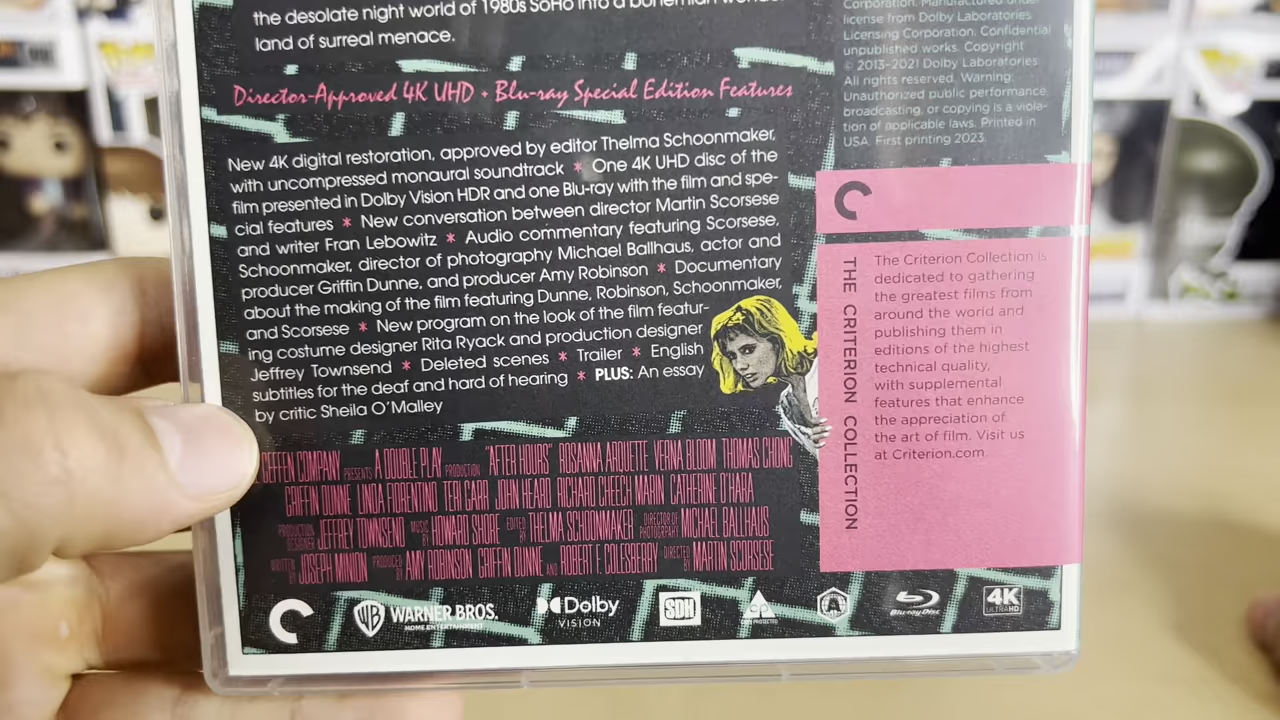 the desolate night world of 1980s SoHo into a bohemian
land of surreal menace.
Director-Approved 4K UHD + Blu-ray Special Edition Features
New 4K digital restoration, approved by editor Thelma Schoonmaker,
with uncompressed monaural soundtrack * One 4K UHD disc of the
film presented in Dolby Vision HDR and one Blu-ray with the film and spe-
cial features * New conversation between director Martin Scorsese
and writer Fran Lebowitz * Audio commentary featuring Scorsese,
Schoonmaker, director of photography Michael Ballhaus, actor and
producer Griffin Dunne, and producer Amy Robinson * Documentary
about the making of the film featuring Dunne, Robinson, Schoonmaker,
and Scorsese * New program on the look of the film featur-
ing costume designer Rita Ryack and production designer
Jeffrey Townsend * Deleted scenes * Trailer * English
subtitles for the deaf and hard of hearing * PLUS: An essay
by critic Sheila O'Malley
GEFFEN COMPANY PRESENTS A DOUBLE PLAY PRODUCTION "AFTER HOURS" ROSANNA ARQUETTE VERNA BLOOM THOMAS CHONG
GRIFFIN DUNNE LINDA FIORENTINO TERI GARR JOHN HEARD RICHARD CHEECH MARIN CATHERINE O'HARA
PRODUCTION DESIGNER JEFFREY TOWNSEND MUSIC BY HOWARD SHORE EDITED BY THELMA SCHOONMAKER DIRECTOR OF PHOTOGRAPHY MICHAEL BALLHAUS
WRITTEN BY JOSEPH MINION PRODUCED BY AMY ROBINSON GRIFFIN DUNNE AND ROBERT F. COLESBERRY DIRECTED BY MARTIN SCORSESE
Corporation. Manufactured under
license from Dolby Laboratories
Licensing Corporation. Confidential
unpublished works. Copyright
© 2013–2021 Dolby Laboratories.
All rights reserved. Warning:
Unauthorized public performance,
broadcasting, or copying is a viola-
tion of applicable laws. Printed in
USA. First printing 2023.
THE CRITERION COLLECTION
The Criterion Collection is
dedicated to gathering
the greatest films from
around the world and
publishing them in
editions of the highest
technical quality,
with supplemental
features that enhance
the appreciation of
the art of film. Visit us
at Criterion.com.
WB WARNER BROS.
HOME ENTERTAINMENT
Dolby
VISION
SDH
COPY PROTECTED
A
Blu-ray Disc
4K
ULTRA HD